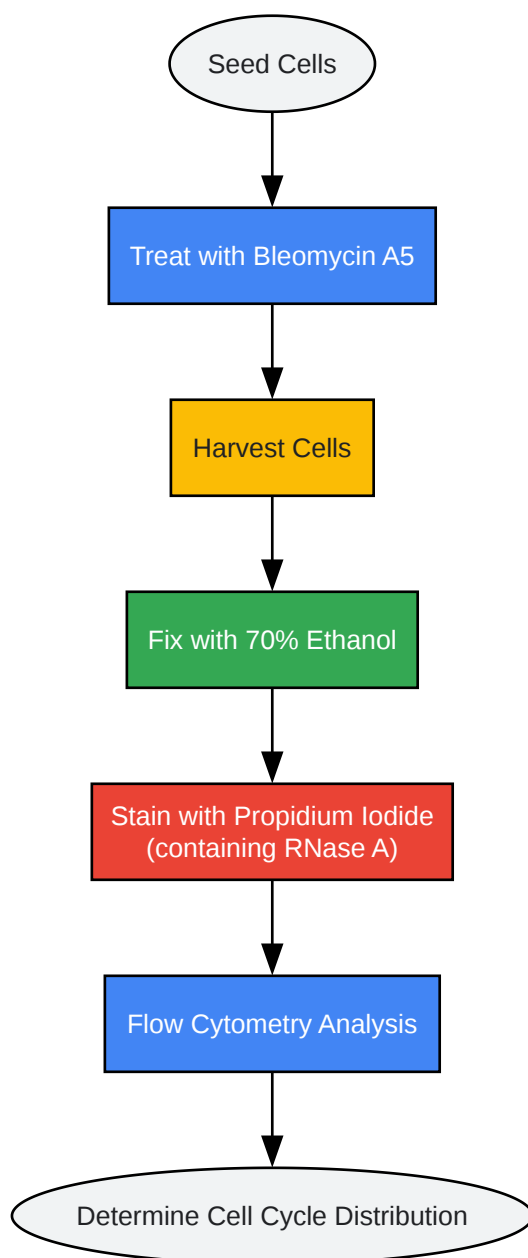 Seed Cells
Treat with Bleomycin A5
Harvest Cells
Fix with 70% Ethanol
Stain with Propidium Iodide
(containing RNase A)
Flow Cytometry Analysis
Determine Cell Cycle Distribution